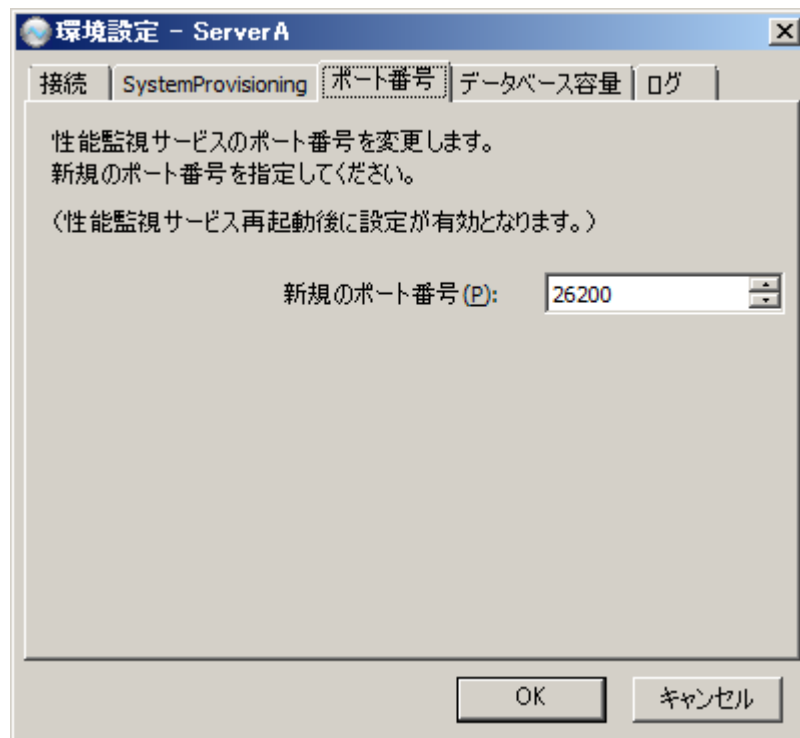 環境設定 - ServerA
接続 SystemProvisioning ポート番号 データベース容量 ログ
性能監視サービスのポート番号を変更します。
新規のポート番号を指定してください。
（性能監視サービス再起動後に設定が有効となります。）
新規のポート番号(P): 26200
OK キャンセル